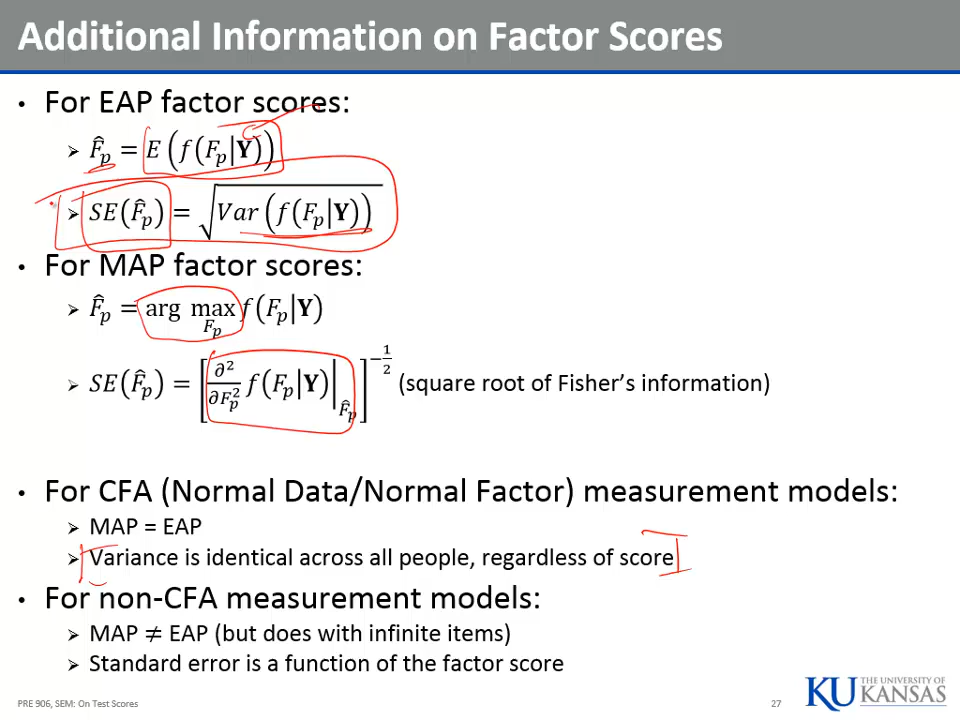 Additional Information on Factor Scores
• For EAP factor scores:
➢ F̂ₚ = E(f(Fₚ|𝐘))
➢ SE(F̂ₚ) = √Var(f(Fₚ|𝐘))
• For MAP factor scores:
➢ F̂ₚ = arg max_{Fₚ} f(Fₚ|𝐘)
➢ SE(F̂ₚ) = [∂²/∂Fₚ² f(Fₚ|𝐘)|_{F̂ₚ}]^{−1/2} (square root of Fisher's information)
• For CFA (Normal Data/Normal Factor) measurement models:
➢ MAP = EAP
➢ Variance is identical across all people, regardless of score
• For non-CFA measurement models:
➢ MAP ≠ EAP (but does with infinite items)
➢ Standard error is a function of the factor score
PRE 906, SEM: On Test Scores
27
KU THE UNIVERSITY OF
KANSAS